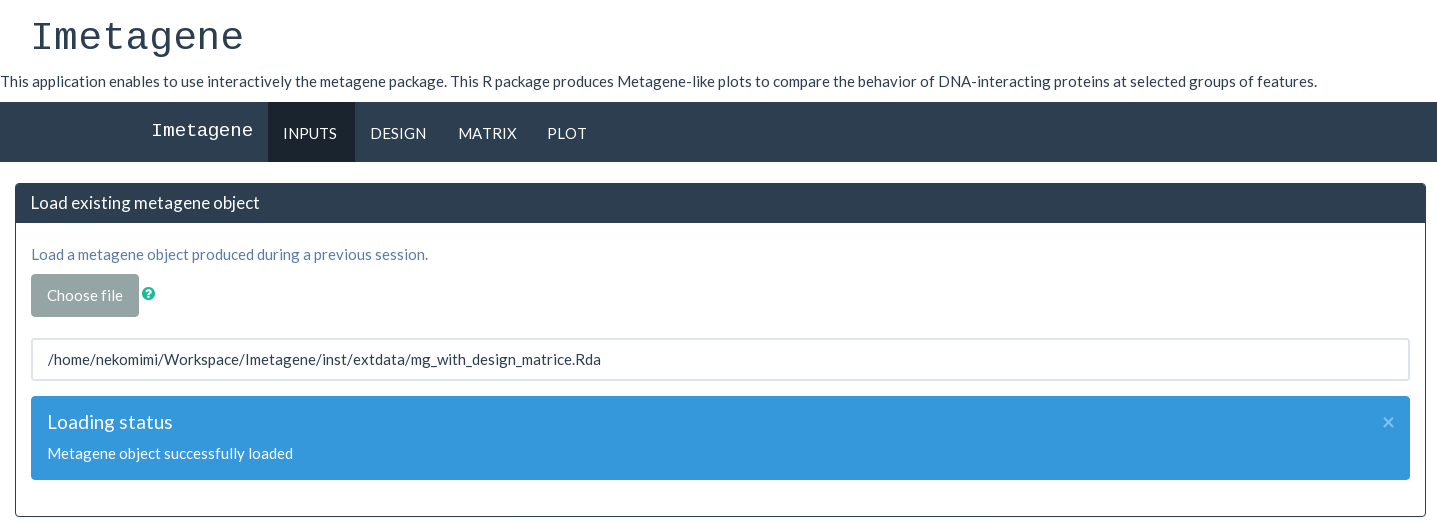 Imetagene
This application enables to use interactively the metagene package. This R package produces Metagene-like plots to compare the behavior of DNA-interacting proteins at selected groups of features.
Imetagene INPUTS DESIGN MATRIX PLOT
Load existing metagene object
Load a metagene object produced during a previous session.
Choose file ?
/home/nekomimi/Workspace/Imetagene/inst/extdata/mg_with_design_matrice.Rda
Loading status ×
Metagene object successfully loaded